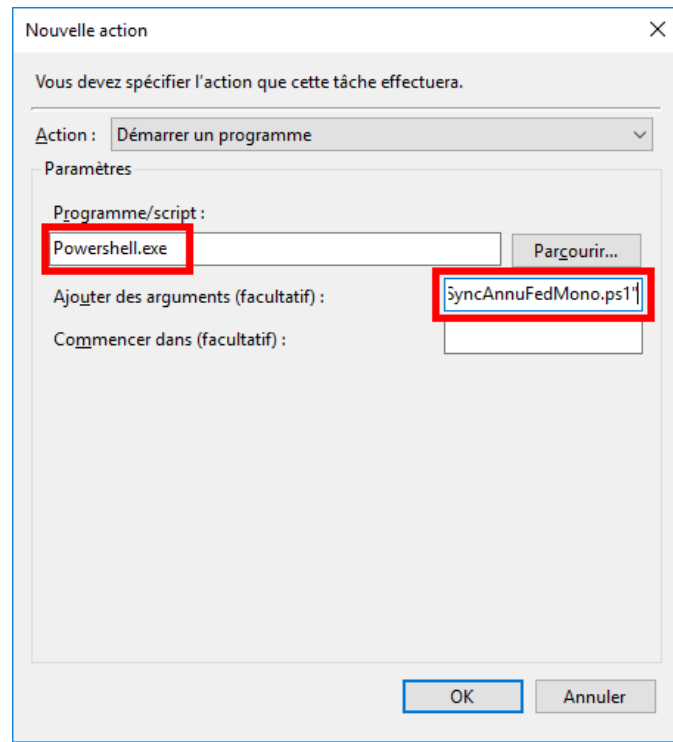 Nouvelle action
Vous devez spécifier l'action que cette tâche effectuera.
Action : Démarrer un programme
Paramètres
Programme/script :
Powershell.exe Parcourir...
Ajouter des arguments (facultatif) : SyncAnnuFedMono.ps1"
Commencer dans (facultatif) :
OK Annuler